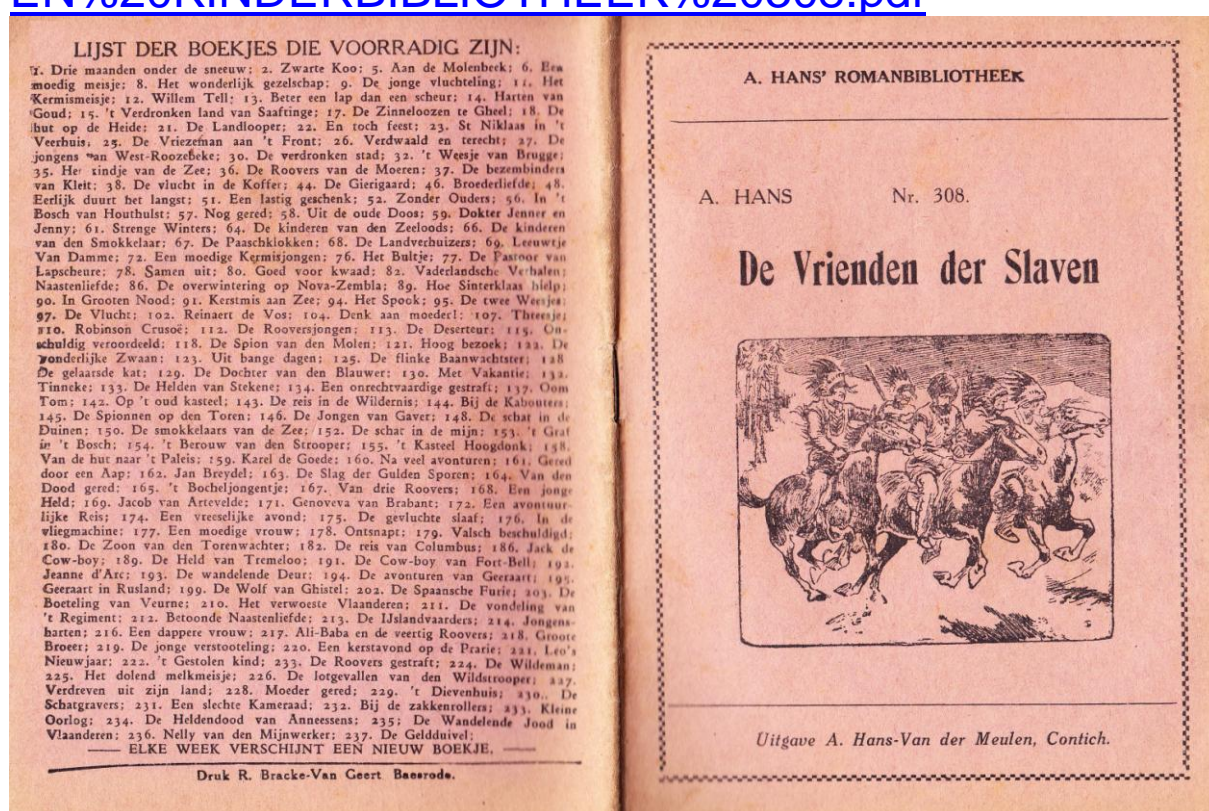 EN%20KINDERBIBLIOTHEEK%20308.pdf
LIJST DER BOEKJES DIE VOORRADIG ZIJN:
1. Drie maanden onder de sneeuw; 2. Zwarte Koo; 5. Aan de Molenbeek; 6. Een
moedig meisje; 8. Het wonderlijk gezelschap; 9. De jonge vluchteling; 11. Het
Kermismeisje; 12. Willem Tell; 13. Beter een lap dan een scheur; 14. Harten van
Goud; 15. 't Verdronken land van Saaftinge; 17. De Zinneloozen te Gheel; 18. De
hut op de Heide; 21. De Landlooper; 22. En toch feest; 23. St Niklaas in 't
Veerhuis; 25. De Vriezeman aan 't Front; 26. Verdwaald en terecht; 27. De
jongens van West-Roozebeke; 30. De verdronken stad; 32. 't Weesje van Brugge;
35. Het kindje van de Zee; 36. De Roovers van de Moeren; 37. De bezembinders
van Kleit; 38. De vlucht in de Koffer; 44. De Gierigaard; 46. Broederliefde; 48.
Eerlijk duurt het langst; 51. Een lastig geschenk; 52. Zonder Ouders; 56. In 't
Bosch van Houthulst; 57. Nog gered; 58. Uit de oude Doos; 59. Dokter Jenner en
Jenny; 61. Strenge Winters; 64. De kinderen van den Zeeloods; 66. De kinderen
van den Smokkelaar; 67. De Paaschklokken; 68. De Landverhuizers; 69. Leeuwtje
Van Damme; 72. Een moedige Kermisjongen; 76. Het Bultje; 77. De Pastoor van
Lapscheure; 78. Samen uit; 80. Goed voor kwaad; 82. Vaderlandsche Verhalen;
Naastenliefde; 86. De overwintering op Nova-Zembla; 89. Hoe Sinterklaas hielp;
90. In Grooten Nood; 91. Kerstmis aan Zee; 94. Het Spook; 95. De twee Weesjes;
97. De Vlucht; 102. Reinaert de Vos; 104. Denk aan moeder!; 107. Theresje;
110. Robinson Crusoë; 112. De Rooversjongen; 113. De Deserteur; 115. On-
schuldig veroordeeld; 118. De Spion van den Molen; 121. Hoog bezoek; 122. De
wonderlijke Zwaan; 123. Uit bange dagen; 125. De flinke Baanwachtster; 128
De gelaarsde kat; 129. De Dochter van den Blauwer; 130. Met Vakantie; 132.
Tinneke; 133. De Helden van Stekene; 134. Een onrechtvaardige gestraft; 137. Oom
Tom; 142. Op 't oud kasteel; 143. De reis in de Wildernis; 144. Bij de Kabouters;
145. De Spionnen op den Toren; 146. De Jongen van Gaver; 148. De schat in de
Duinen; 150. De smokkelaars van de Zee; 152. De schat in de mijn; 153. 't Graf
in 't Bosch; 154. 't Berouw van den Strooper; 155. 't Kasteel Hoogdonk; 158.
Van de hut naar 't Paleis; 159. Karel de Goede; 160. Na veel avonturen; 161. Gered
door een Aap; 162. Jan Breydel; 163. De Slag der Gulden Sporen; 164. Van den
Dood gered; 165. 't Bocheljongentje; 167. Van drie Roovers; 168. Een jonge
Held; 169. Jacob van Artevelde; 171. Genoveva van Brabant; 172. Een avontuur-
lijke Reis; 174. Een vreeselijke avond; 175. De gevluchte slaaf; 176. In de
vliegmachine; 177. Een moedige vrouw; 178. Ontsnapt; 179. Valsch beschuldigd;
180. De Zoon van den Torenwachter; 182. De reis van Columbus; 186. Jack de
Cow-boy; 189. De Held van Tremeloo; 191. De Cow-boy van Fort-Bell; 192.
Jeanne d'Arc; 193. De wandelende Deur; 194. De avonturen van Geeraart; 195.
Geeraart in Rusland; 199. De Wolf van Ghistel; 202. De Spaansche Furie; 203. De
Boeteling van Veurne; 210. Het verwoeste Vlaanderen; 211. De vondeling van
't Regiment; 212. Betoonde Naastenliefde; 213. De IJslandvaarders; 214. Jongens-
harten; 216. Een dappere vrouw; 217. Ali-Baba en de veertig Roovers; 218. Groote
Broer; 219. De jonge verstooteling; 220. Een kerstavond op de Prarie; 221. Leo's
Nieuwjaar; 222. 't Gestolen kind; 233. De Roovers gestraft; 224. De Wildeman;
225. Het dolend melkmeisje; 226. De lotgevallen van den Wildstrooper; 227.
Verdreven uit zijn land; 228. Moeder gered; 229. 't Dievenhuis; 230.. De
Schatgravers; 231. Een slechte Kameraad; 232. Bij de zakkenrollers; 233. Kleine
Oorlog; 234. De Heldendood van Anneessens; 235; De Wandelende Jood in
Vlaanderen; 236. Nelly van den Mijnwerker; 237. De Geldduivel;
—— ELKE WEEK VERSCHIJNT EEN NIEUW BOEKJE. ——
Druk R. Bracke-Van Geert Baesrode.
A. HANS' ROMANBIBLIOTHEEK
A. HANS Nr. 308.
De Vrienden der Slaven
Uitgave A. Hans-Van der Meulen, Contich.